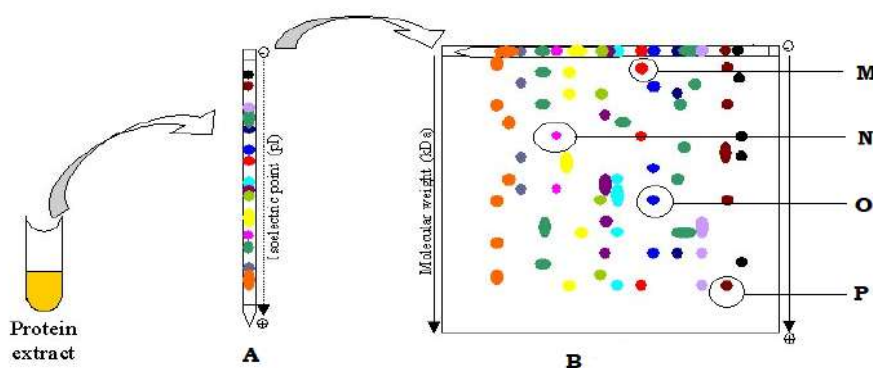 Protein
extract
Isoelectric point (pI)
A
Molecular weight (kDa)
B
M
N
O
P